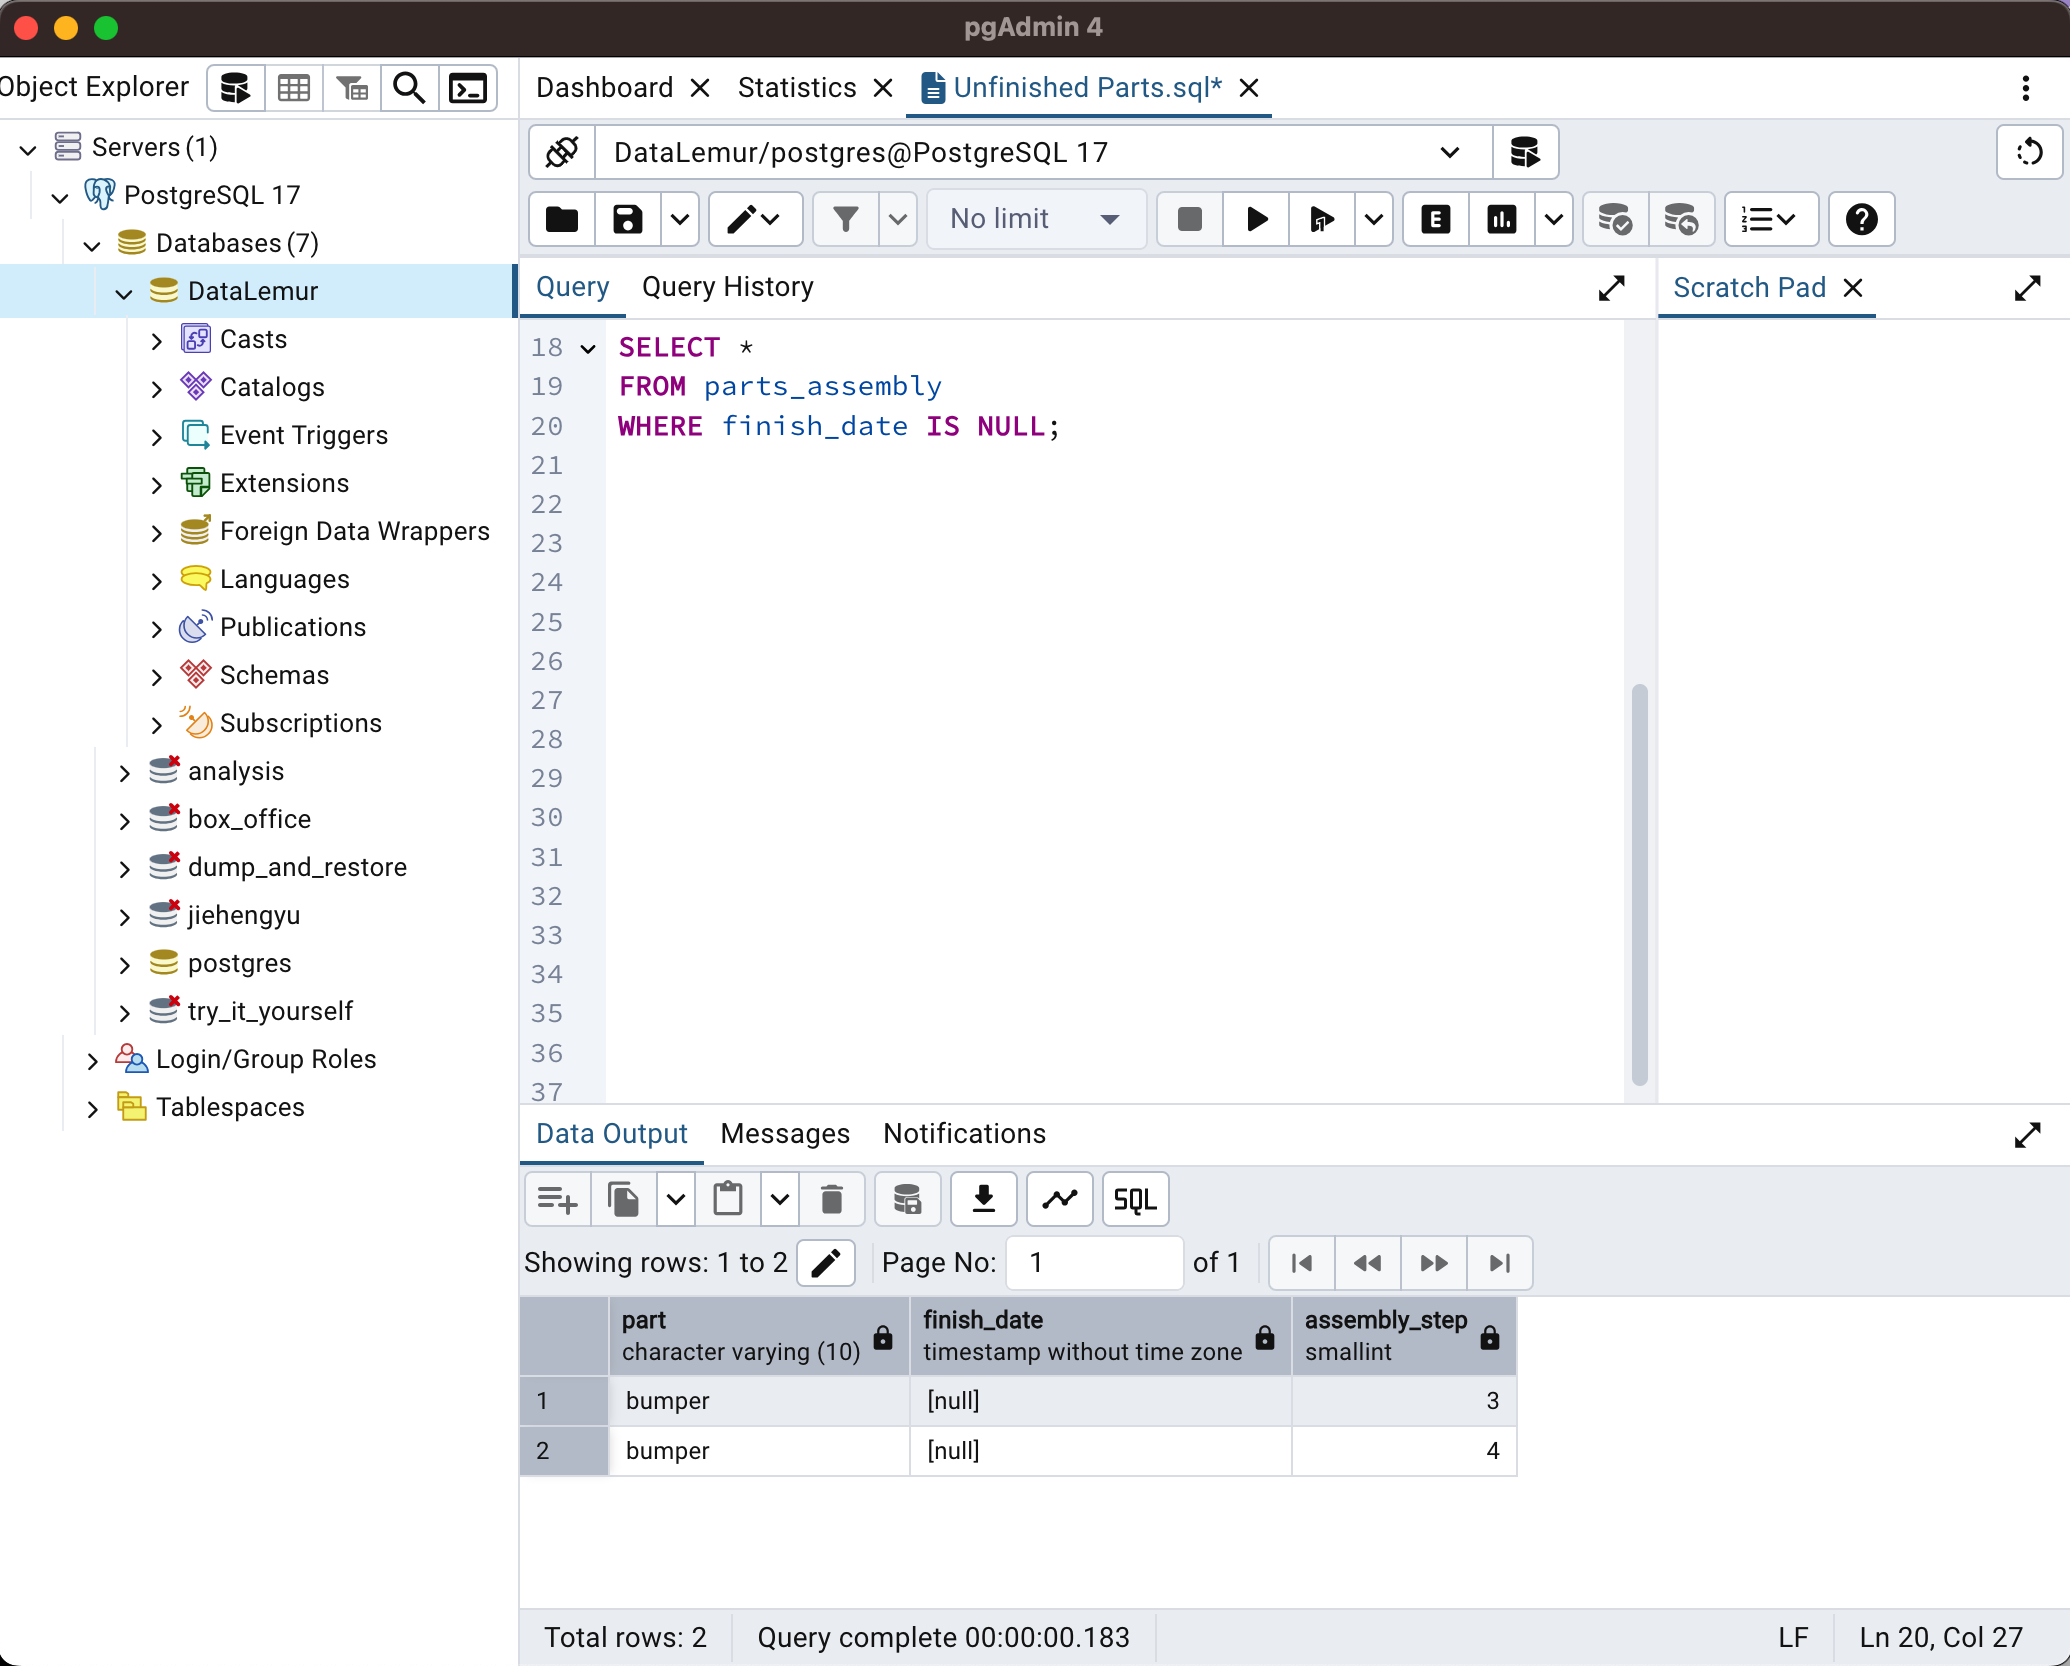 pgAdmin 4
Object Explorer
Dashboard
Statistics
Unfinished Parts.sql*
Servers (1)
PostgreSQL 17
Databases (7)
DataLemur
Casts
Catalogs
Event Triggers
Extensions
Foreign Data Wrappers
Languages
Publications
Schemas
Subscriptions
analysis
box_office
dump_and_restore
jiehengyu
postgres
try_it_yourself
Login/Group Roles
Tablespaces
DataLemur/postgres@PostgreSQL 17
No limit
E
Query
Query History
Scratch Pad
18 SELECT *
19 FROM parts_assembly
20 WHERE finish_date IS NULL;
21
22
23
24
25
26
27
28
29
30
31
32
33
34
35
36
37
Data Output
Messages
Notifications
SQL
Showing rows: 1 to 2
Page No: 1 of 1
part
character varying (10)
finish_date
timestamp without time zone
assembly_step
smallint
1 bumper [null] 3
2 bumper [null] 4
Total rows: 2
Query complete 00:00:00.183
LF
Ln 20, Col 27